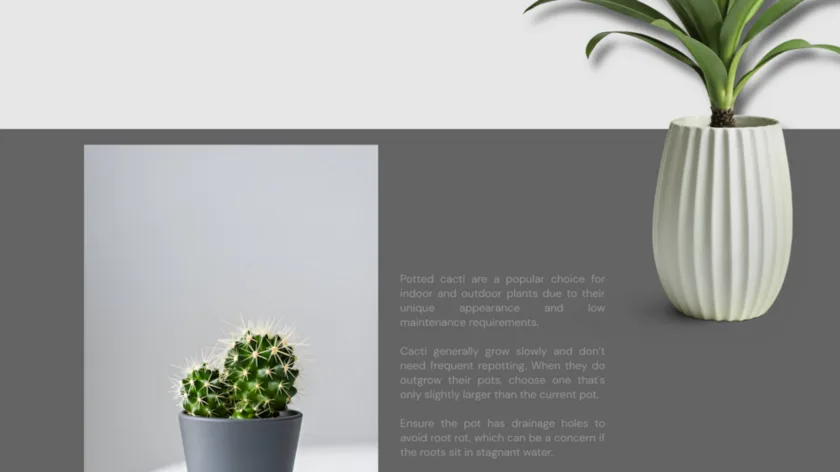 Potted cacti are a popular choice for
indoor and outdoor plants due to their
unique appearance and low
maintenance requirements.
Cacti generally grow slowly and don't
need frequent repotting. When they do
outgrow their pots, choose one that's
only slightly larger than the current pot.
Ensure the pot has drainage holes to
avoid root rot, which can be a concern if
the roots sit in stagnant water.